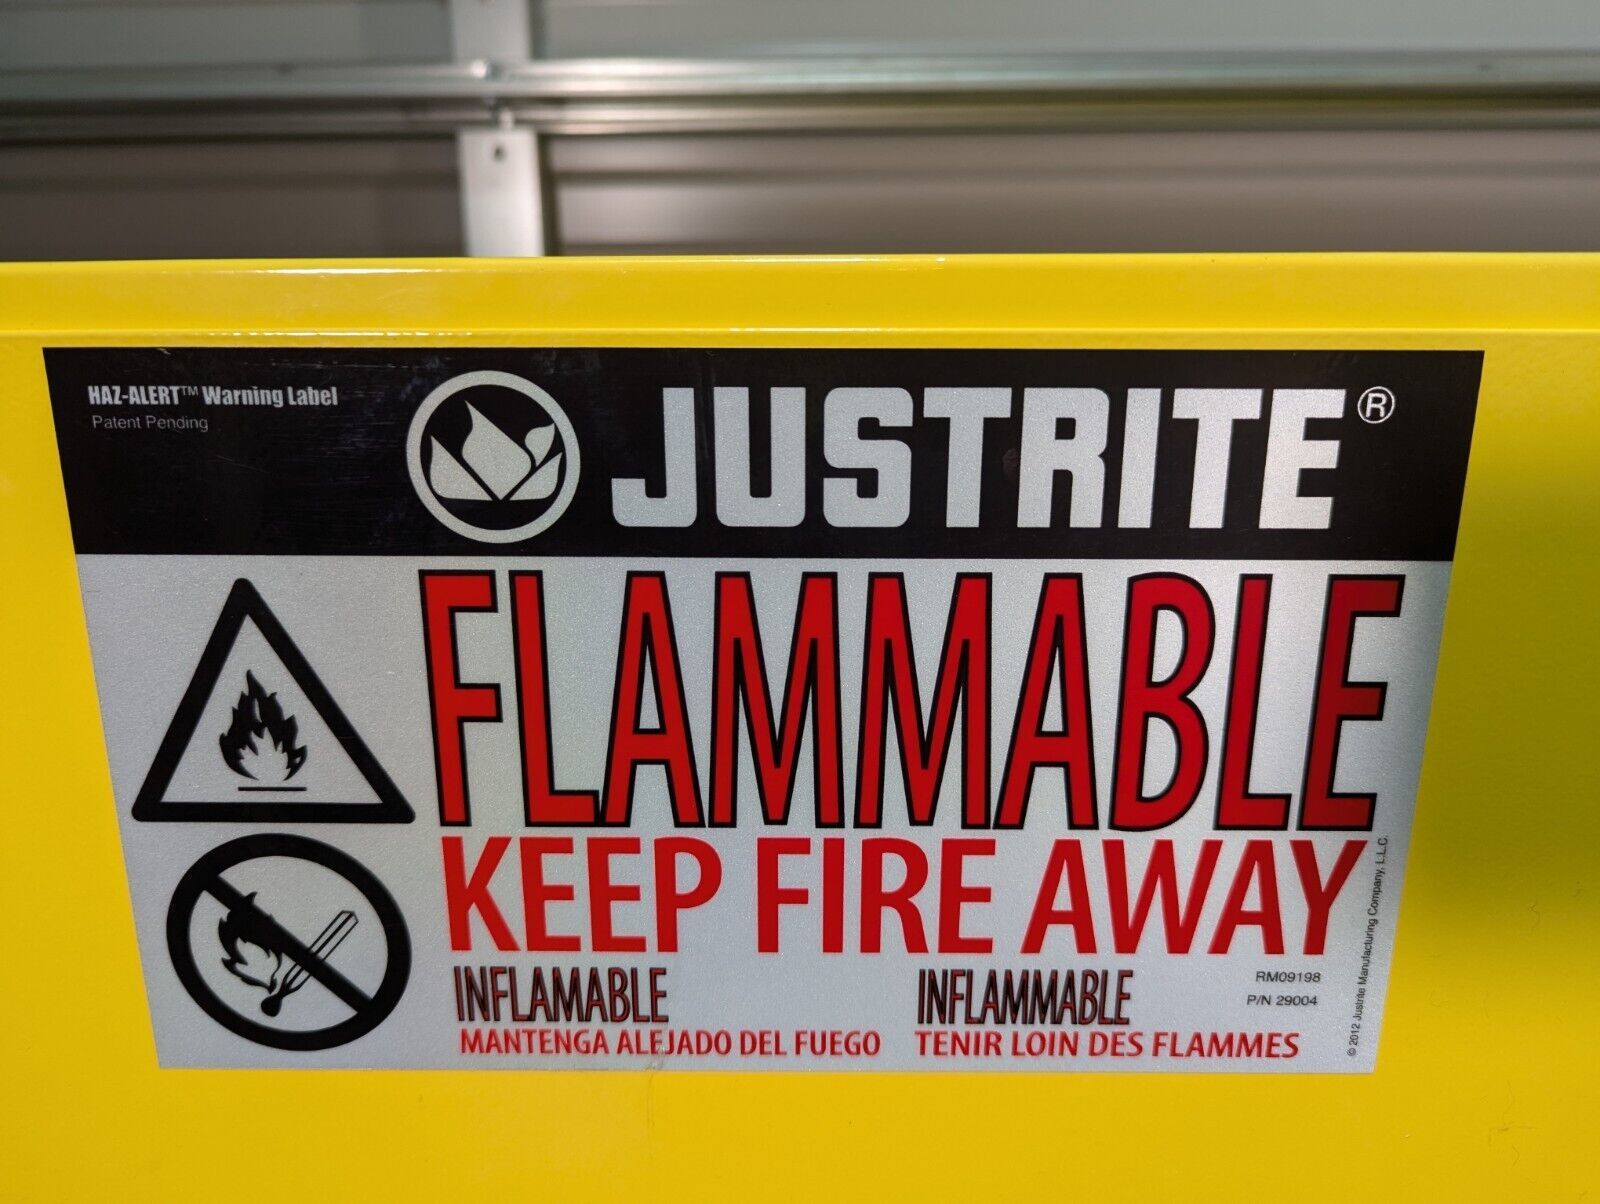 HAZ-ALERT™ Warning Label
Patent Pending
JUSTRITE®
FLAMMABLE
KEEP FIRE AWAY
INFLAMABLE
MANTENGA ALEJADO DEL FUEGO
INFLAMMABLE
TENIR LOIN DES FLAMMES
RM09198
P/N 29004
© 2012 Justrite Manufacturing Company, L.L.C.